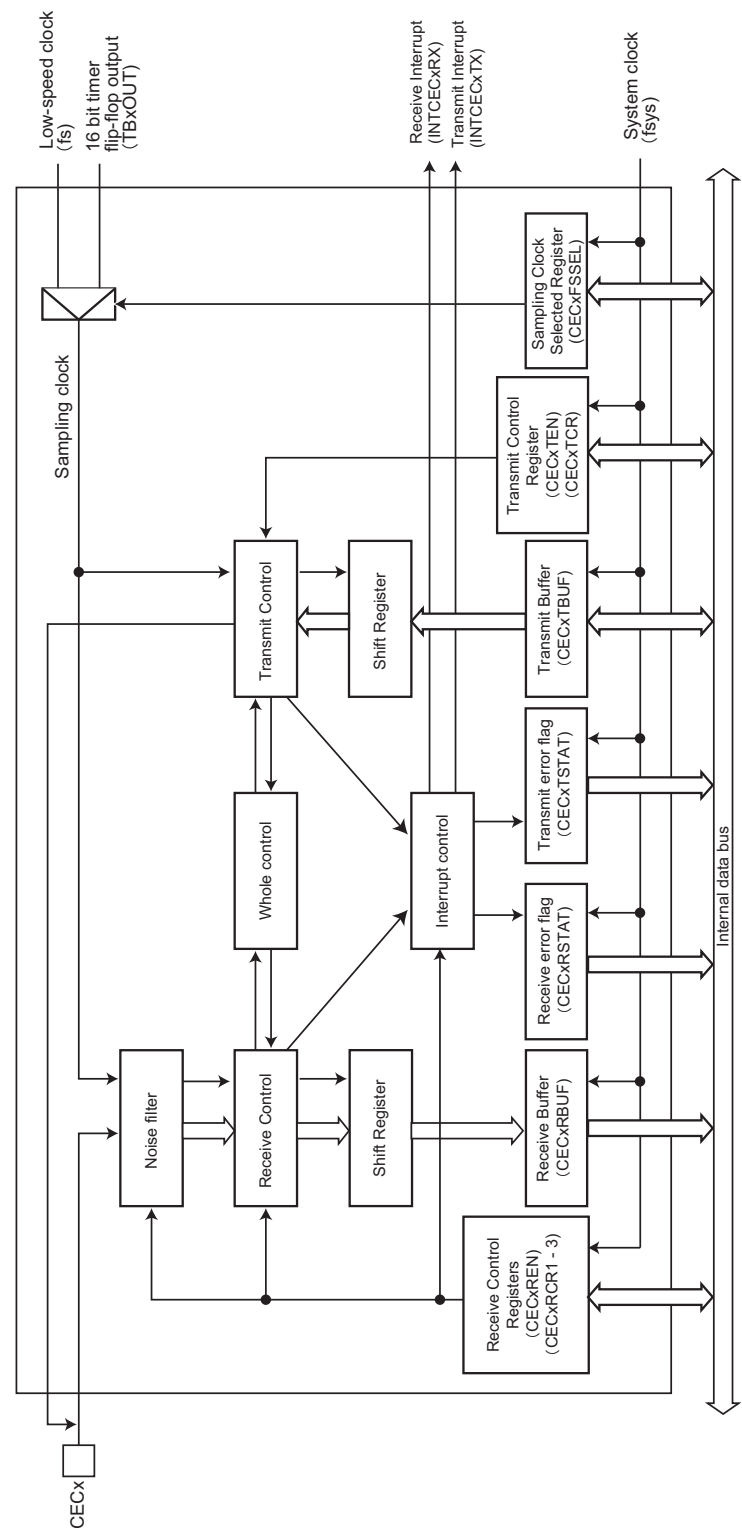 CECx
Low-speed clock
(fs)
16 bit timer
flip-flop output
(TBxOUT)
Sampling clock
Noise filter
Receive Control
Whole control
Transmit Control
Shift Register
Shift Register
Interrupt control
Receive Interrupt
(INTCECxRX)
Transmit Interrupt
(INTCECxTX)
Receive Control
Registers
(CECxREN)
(CECxRCR1 - 3)
Receive Buffer
(CECxRBUF)
Receive error flag
(CECxRSTAT)
Transmit error flag
(CECxTSTAT)
Transmit Buffer
(CECxTBUF)
Transmit Control
Register
(CECxTEN)
(CECxTCR)
Sampling Clock
Selected Register
(CECxFSSEL)
System clock
(fsys)
Internal data bus